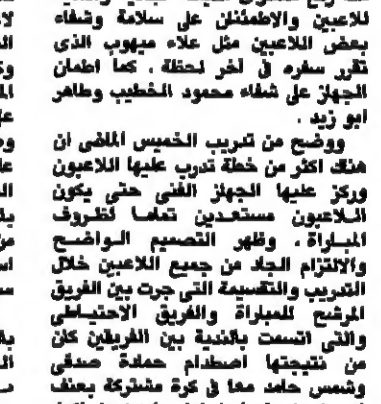 للاعبين والاطمئنان على سلامة وشفاء
بعض اللاعبين مثل علاء ميهوب الذى
تقرر سفره فى آخر لحظة . كما اطمان
الجهاز على شفاء محمود الخطيب وطاهر
ابو زيد .
ووضح من تدريب الخميس الماضى ان
هناك اكثر من خطة تدرب عليها اللاعبون
وركز عليها الجهاز الفنى حتى يكون
اللاعبون مستعدين تماما لظروف
المباراة . وظهر التصميم الواضح
والالتزام الجاد من جميع اللاعبين خلال
التدريب والتقسيمة التى جرت بين الفريق
المرشح للمباراة والفريق الاحتياطى
والتى اتسمت بالندية بين الفريقين كان
من نتيجتها اصطدام حمادة صدقى
وشمس حامد معا فى كرة مشتركة بعنف